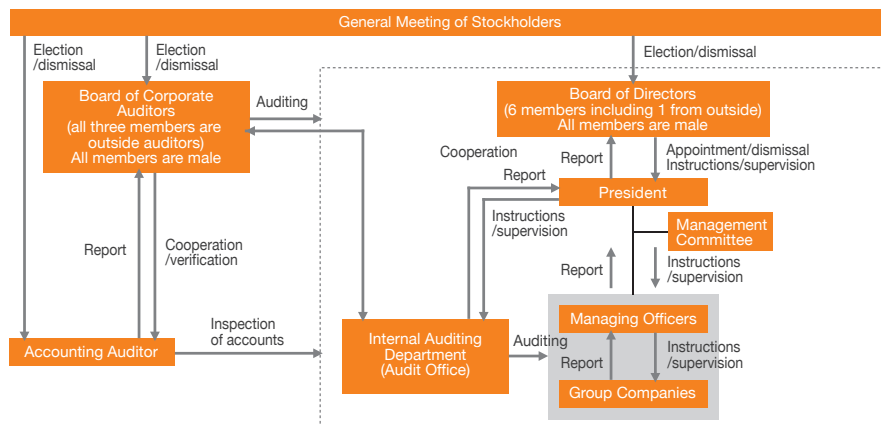 General Meeting of Stockholders
Election
/dismissal
Election
/dismissal
Election/dismissal
Board of Corporate
Auditors
(all three members are
outside auditors)
All members are male
Auditing
Board of Directors
(6 members including 1 from outside)
All members are male
Cooperation
Report
Appointment/dismissal
Instructions/supervision
Report
President
Instructions
/supervision
Management
Committee
Report
Cooperation
/verification
Report
Instructions
/supervision
Inspection
of accounts
Accounting Auditor
Internal Auditing
Department
(Audit Office)
Auditing
Managing Officers
Report
Instructions
/supervision
Group Companies